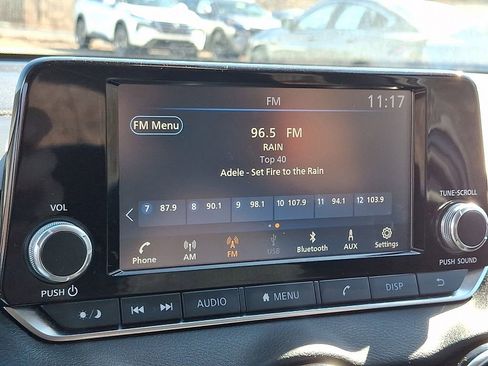 FM 11:17
FM Menu
96.5 FM
RAIN
Top 40
Adele - Set Fire to the Rain
7 87.9 8 90.1 9 98.1 10 107.9 11 94.1 12 103.9
Phone AM FM USB Bluetooth AUX Settings
VOL
PUSH
TUNE·SCROLL
PUSH SOUND
AUDIO MENU DISP